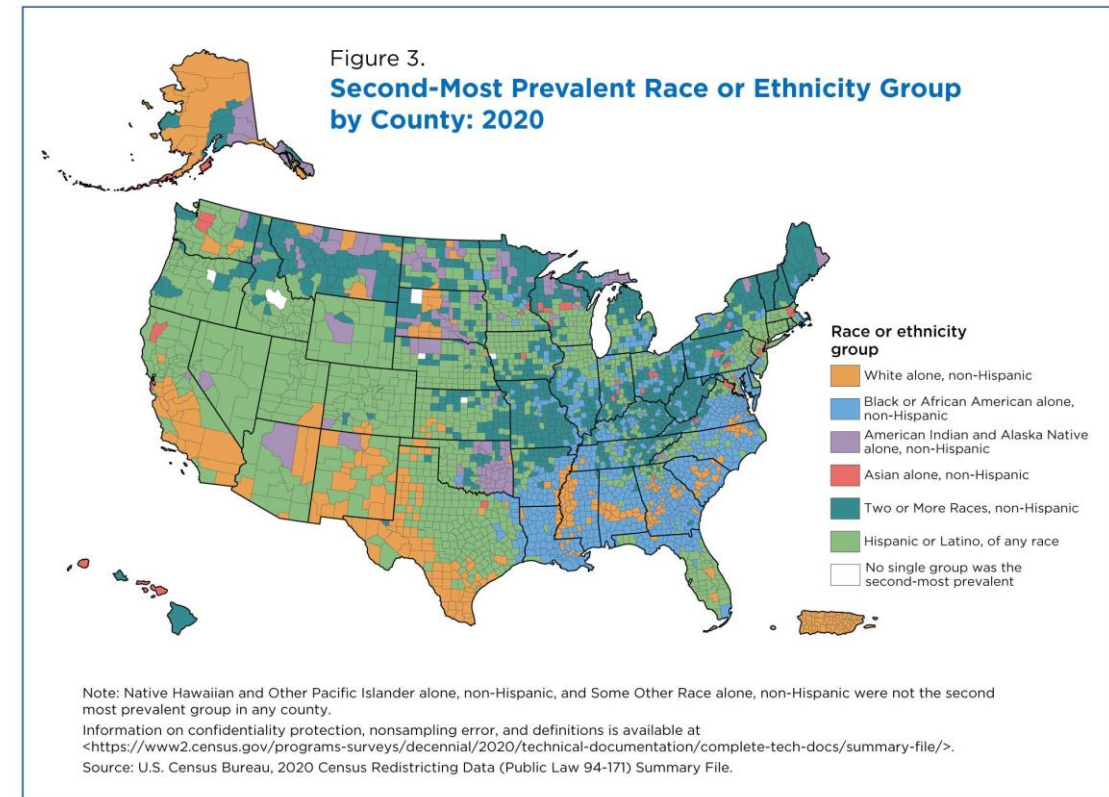 Figure 3.
Second-Most Prevalent Race or Ethnicity Group
by County: 2020
Race or ethnicity
group
White alone, non-Hispanic
Black or African American alone,
non-Hispanic
American Indian and Alaska Native
alone, non-Hispanic
Asian alone, non-Hispanic
Two or More Races, non-Hispanic
Hispanic or Latino, of any race
No single group was the
second-most prevalent
Note: Native Hawaiian and Other Pacific Islander alone, non-Hispanic, and Some Other Race alone, non-Hispanic were not the second
most prevalent group in any county.
Information on confidentiality protection, nonsampling error, and definitions is available at
<https://www2.census.gov/programs-surveys/decennial/2020/technical-documentation/complete-tech-docs/summary-file/>.
Source: U.S. Census Bureau, 2020 Census Redistricting Data (Public Law 94-171) Summary File.